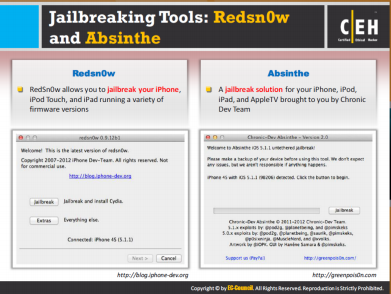 Jailbreaking Tools: Redsn0w
and Absinthe
CEH
Certified Ethical Hacker
Redsn0w
RedSn0w allows you to jailbreak your iPhone,
iPod Touch, and iPad running a variety of
firmware versions
redsn0w 0.9.12b1
Welcome! This is the latest version of redsn0w.
Copyright 2007-2012 iPhone Dev-Team. All rights reserved. Not
for commercial use.
http://blog.iphone-dev.org
Jailbreak Jailbreak and install Cydia.
Extras Everything else.
Connected: iPhone 4S (5.1.1)
Next > Cancel
http://blog.iphone-dev.org
Absinthe
A jailbreak solution for your iPhone, iPod,
iPad, and AppleTV brought to you by Chronic
Dev Team
Chronic-Dev Absinthe - Version 2.0
Welcome to Absinthe iOS 5.1.1 untethered jailbreak!
Please make a backup of your device before using this tool. We don't expect
any issues, but we aren't responsible if anything happens.
iPhone 4S with iOS 5.1.1 (9B206) detected. Click the button to begin.
Jailbreak
Chronic-Dev Absinthe © 2011-2012 Chronic-Dev Team.
5.1.x exploits by: @pod2g, @planetbeing, and @pimskeks
5.0.x exploits by: @pod2g, @planetbeing, @saurik, @pimskeks,
@p0sixninja, @MuscleNerd, and @xvolks.
Artwork by @iOPK. GUI by Hanéne Samara & @pimskeks.
Support us (PayPal) http://greenpois0n.com/
http://greenpois0n.com
Copyright © by EC-Council. All Rights Reserved. Reproduction is Strictly Prohibited.